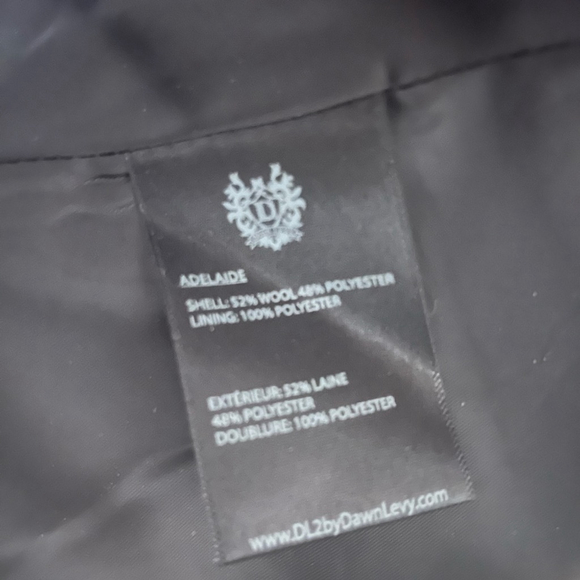 D
ADELAIDE
SHELL: 52% WOOL 48% POLYESTER
LINING: 100% POLYESTER
EXTÉRIEUR: 52% LAINE
48% POLYESTER
DOUBLURE: 100% POLYESTER
www.DL2byDawnLevy.com